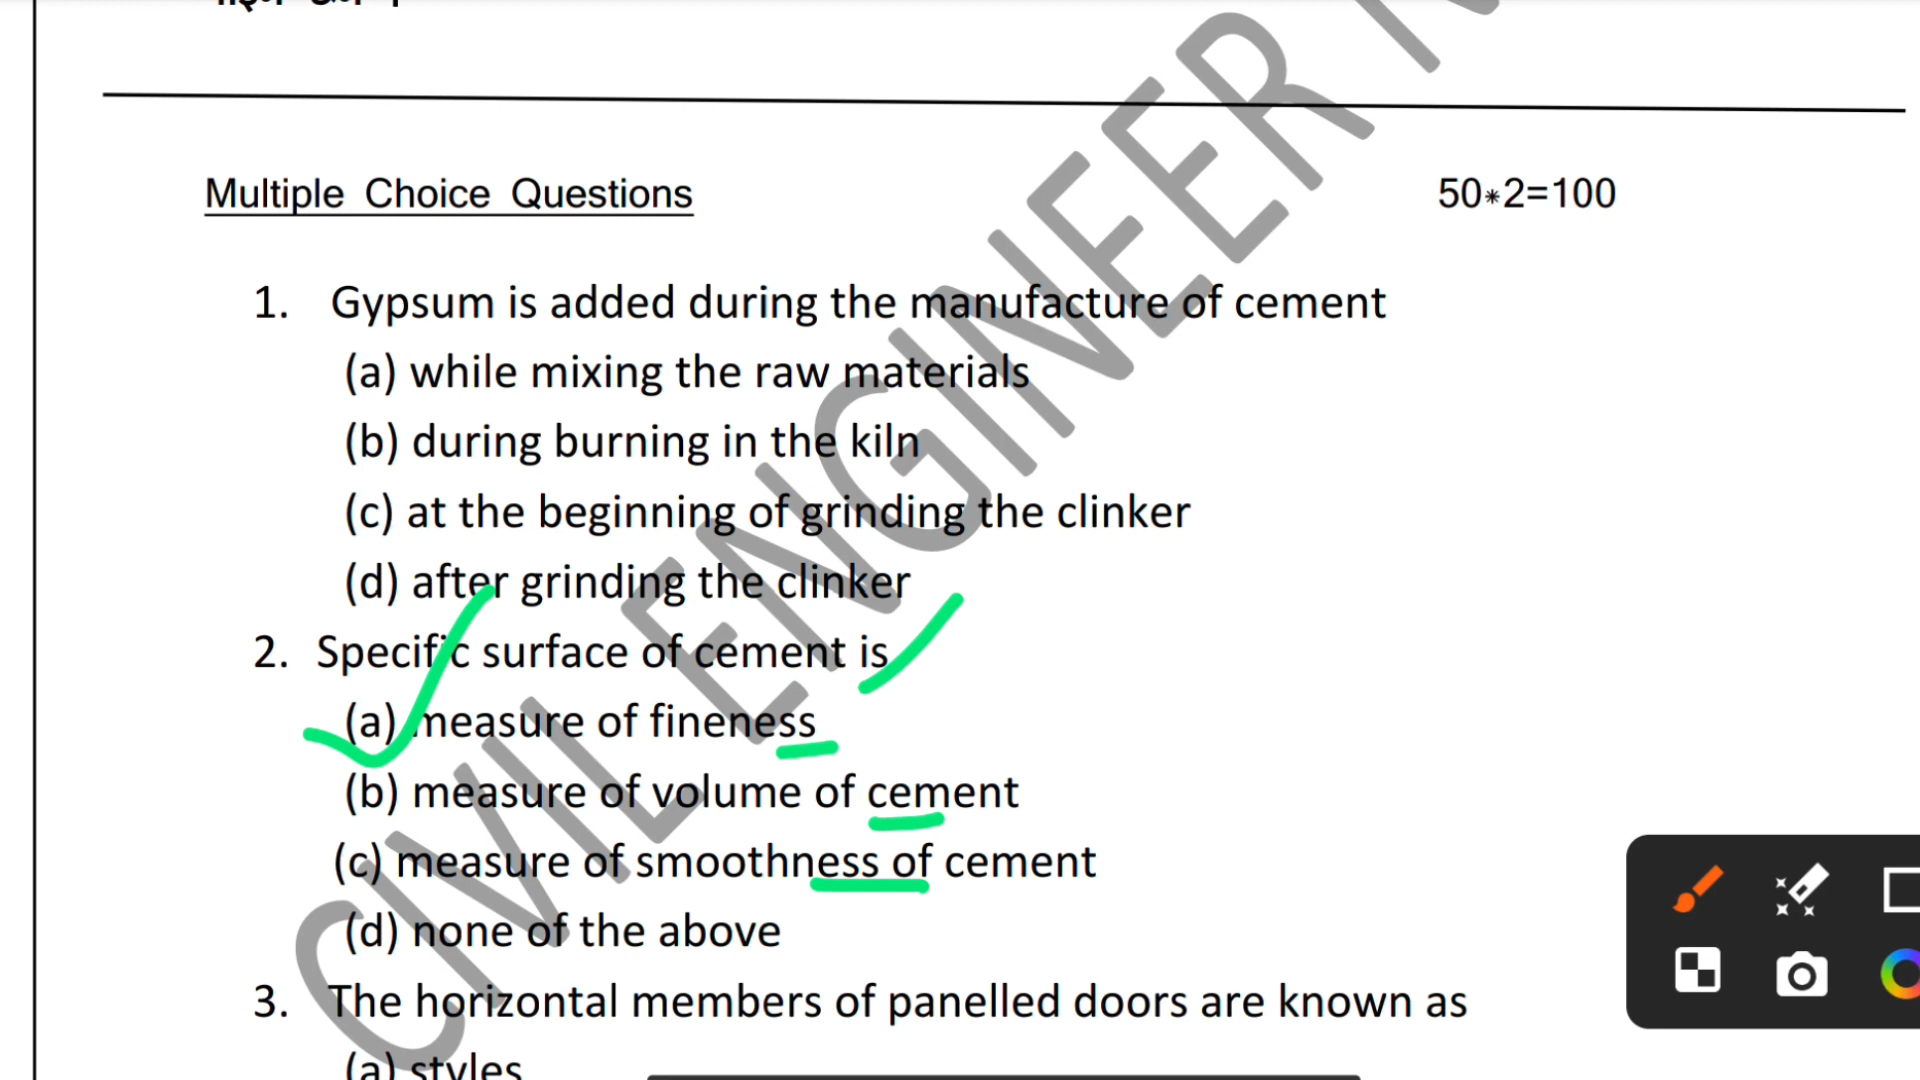 Multiple Choice Questions 50*2=100
1. Gypsum is added during the manufacture of cement
(a) while mixing the raw materials
(b) during burning in the kiln
(c) at the beginning of grinding the clinker
(d) after grinding the clinker
2. Specific surface of cement is
(a) measure of fineness
(b) measure of volume of cement
(c) measure of smoothness of cement
(d) none of the above
3. The horizontal members of panelled doors are known as
(a) styles
CIVIL ENGINEER